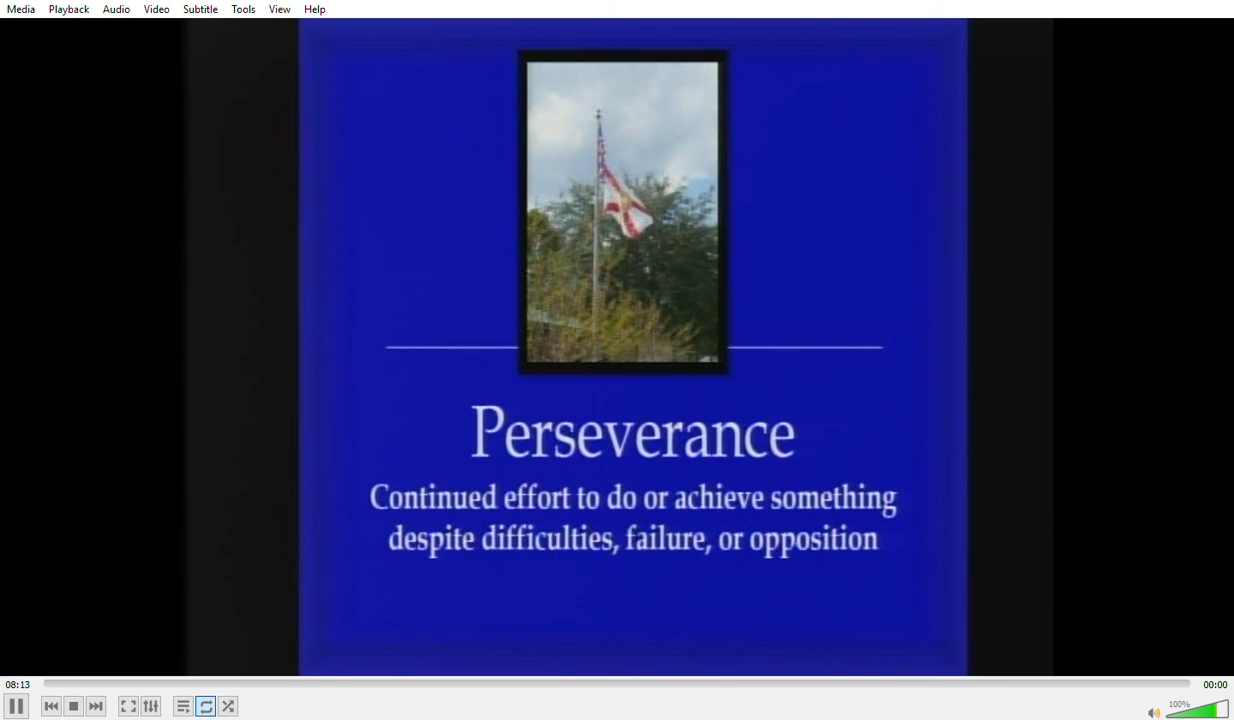 Media Playback Audio Video Subtitle Tools View Help
Perseverance
Continued effort to do or achieve something
despite difficulties, failure, or opposition
08:13 00:00
100%